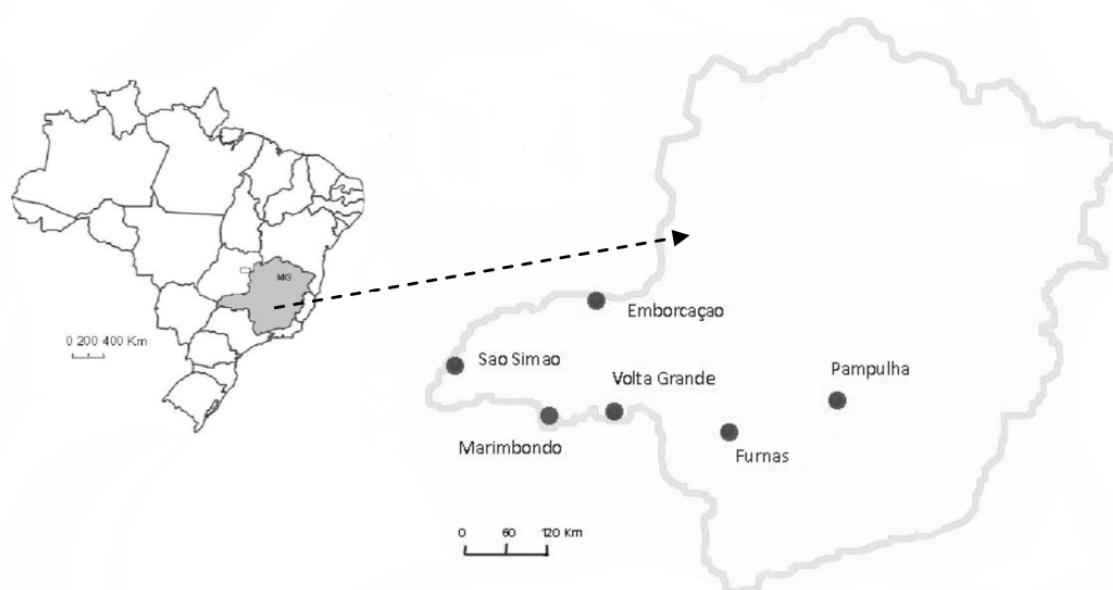 MG
0 200 400 Km
Emborcaçao
Sao Simao
Volta Grande
Pampulha
Marimbondo
Furnas
0 60 120 Km